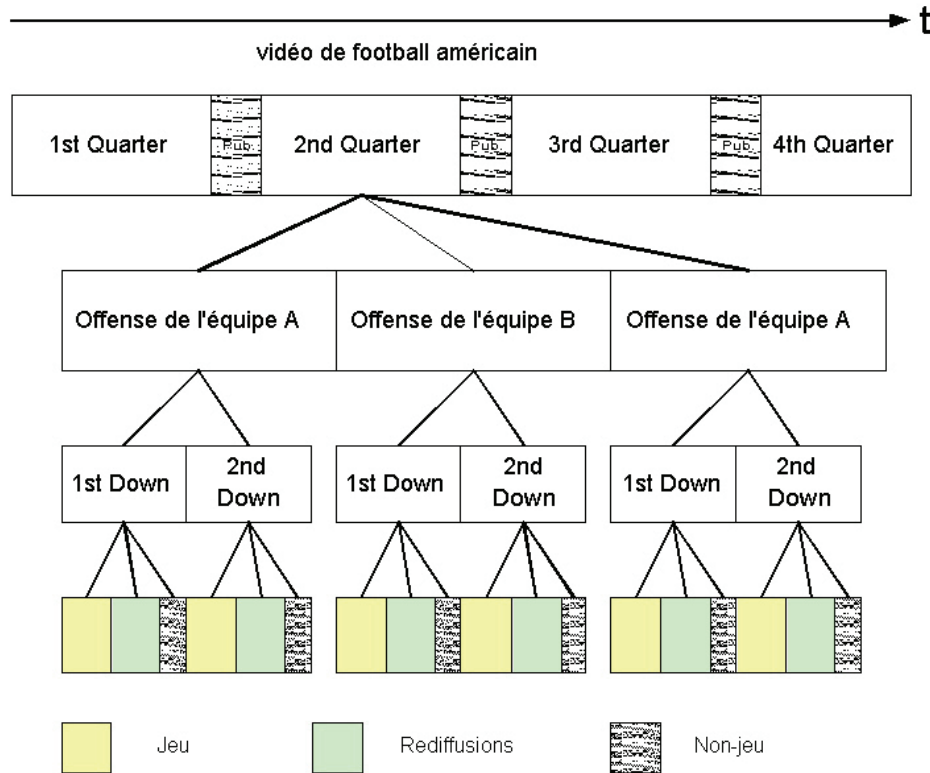 t
vidéo de football américain
1st Quarter Pub. 2nd Quarter Pub. 3rd Quarter Pub. 4th Quarter
Offense de l'équipe A Offense de l'équipe B Offense de l'équipe A
1st Down 2nd Down 1st Down 2nd Down 1st Down 2nd Down
Jeu Rediffusions Non-jeu